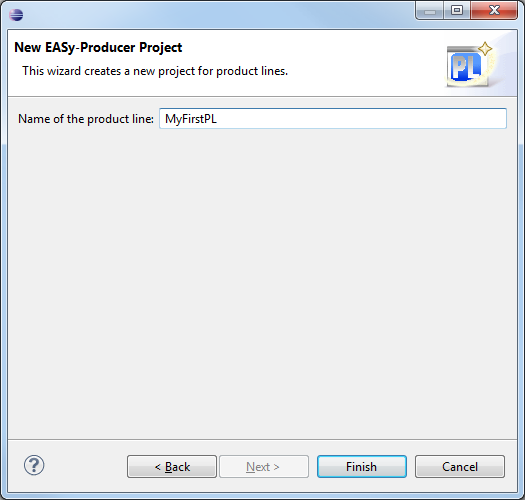 New EASy-Producer Project
This wizard creates a new project for product lines.
PL
Name of the product line: MyFirstPL
?
< Back Next > Finish Cancel